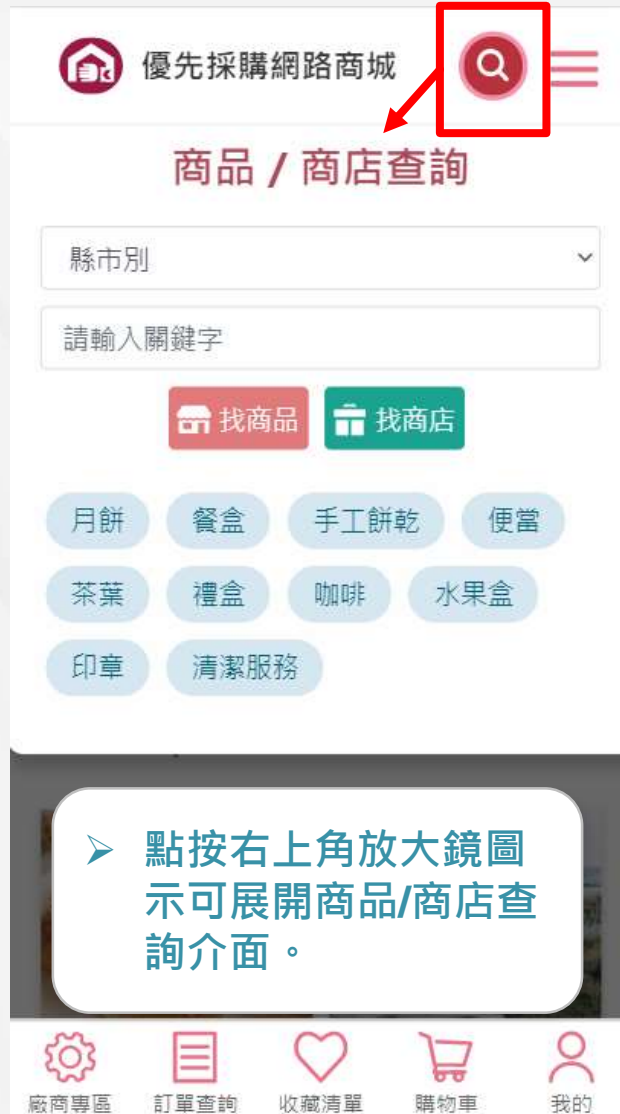 優先採購網路商城
商品 / 商店查詢
縣市別
請輸入關鍵字
找商品 找商店
月餅 餐盒 手工餅乾 便當
茶葉 禮盒 咖啡 水果盒
印章 清潔服務
➢ 點按右上角放大鏡圖
示可展開商品/商店查
詢介面。
廠商專區 訂單查詢 收藏清單 購物車 我的